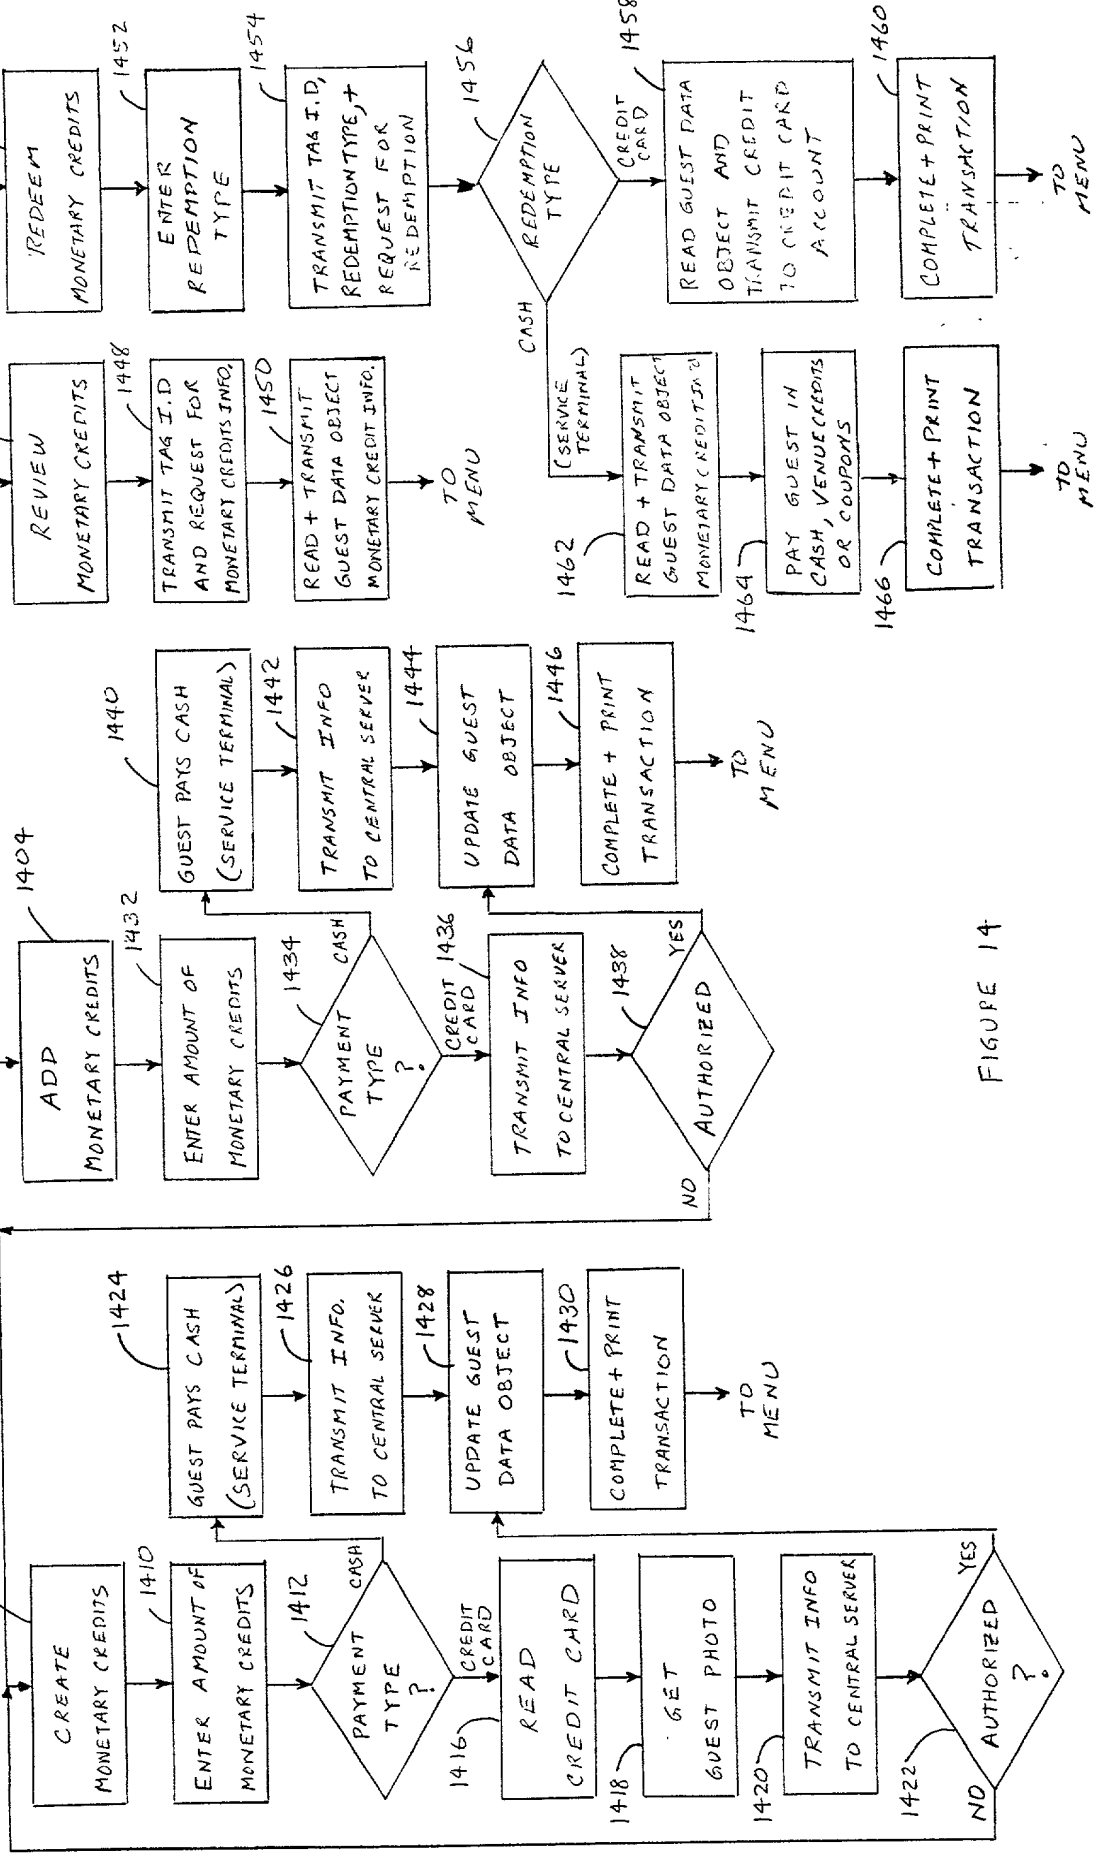 CREATE
MONETARY CREDITS
1410
ENTER AMOUNT OF
MONETARY CREDITS
1412
PAYMENT
TYPE
?
CASH
CREDIT
CARD
1416
READ
CREDIT CARD
1418
GET
GUEST PHOTO
1420
TRANSMIT INFO
TO CENTRAL SERVER
1422
AUTHORIZED
?
NO
YES
1424
GUEST PAYS CASH
(SERVICE TERMINAL)
1426
TRANSMIT INFO.
TO CENTRAL SERVER
1428
UPDATE GUEST
DATA OBJECT
1430
COMPLETE + PRINT
TRANSACTION
TO
MENU
1404
ADD
MONETARY CREDITS
1432
ENTER AMOUNT OF
MONETARY CREDITS
1434
PAYMENT
TYPE
?
CASH
CREDIT
CARD
1436
TRANSMIT INFO
TO CENTRAL SERVER
1438
AUTHORIZED
NO
YES
1440
GUEST PAYS CASH
(SERVICE TERMINAL)
1442
TRANSMIT INFO
TO CENTRAL SERVER
1444
UPDATE GUEST
DATA OBJECT
1446
COMPLETE + PRINT
TRANSACTION
TO
MENU
REVIEW
MONETARY CREDITS
1448
TRANSMIT TAG I.D
AND REQUEST FOR
MONETARY CREDITS INFO.
1450
READ + TRANSMIT
GUEST DATA OBJECT
MONETARY CREDIT INFO.
TO
MENU
REDEEM
MONETARY CREDITS
1452
ENTER
REDEMPTION
TYPE
1454
TRANSMIT TAG I.D,
REDEMPTION TYPE, +
REQUEST FOR
REDEMPTION
1456
REDEMPTION
TYPE
CASH
(SERVICE
TERMINAL)
CREDIT
CARD
1458
READ GUEST DATA
OBJECT AND
TRANSMIT CREDIT
TO CREDIT CARD
ACCOUNT
1460
COMPLETE + PRINT
TRANSACTION
TO
MENU
1462
READ + TRANSMIT
GUEST DATA OBJECT
MONETARY CREDIT INFO
1464
PAY GUEST IN
CASH, VENUE CREDITS
OR COUPONS
1466
COMPLETE + PRINT
TRANSACTION
TO
MENU
FIGURE 14